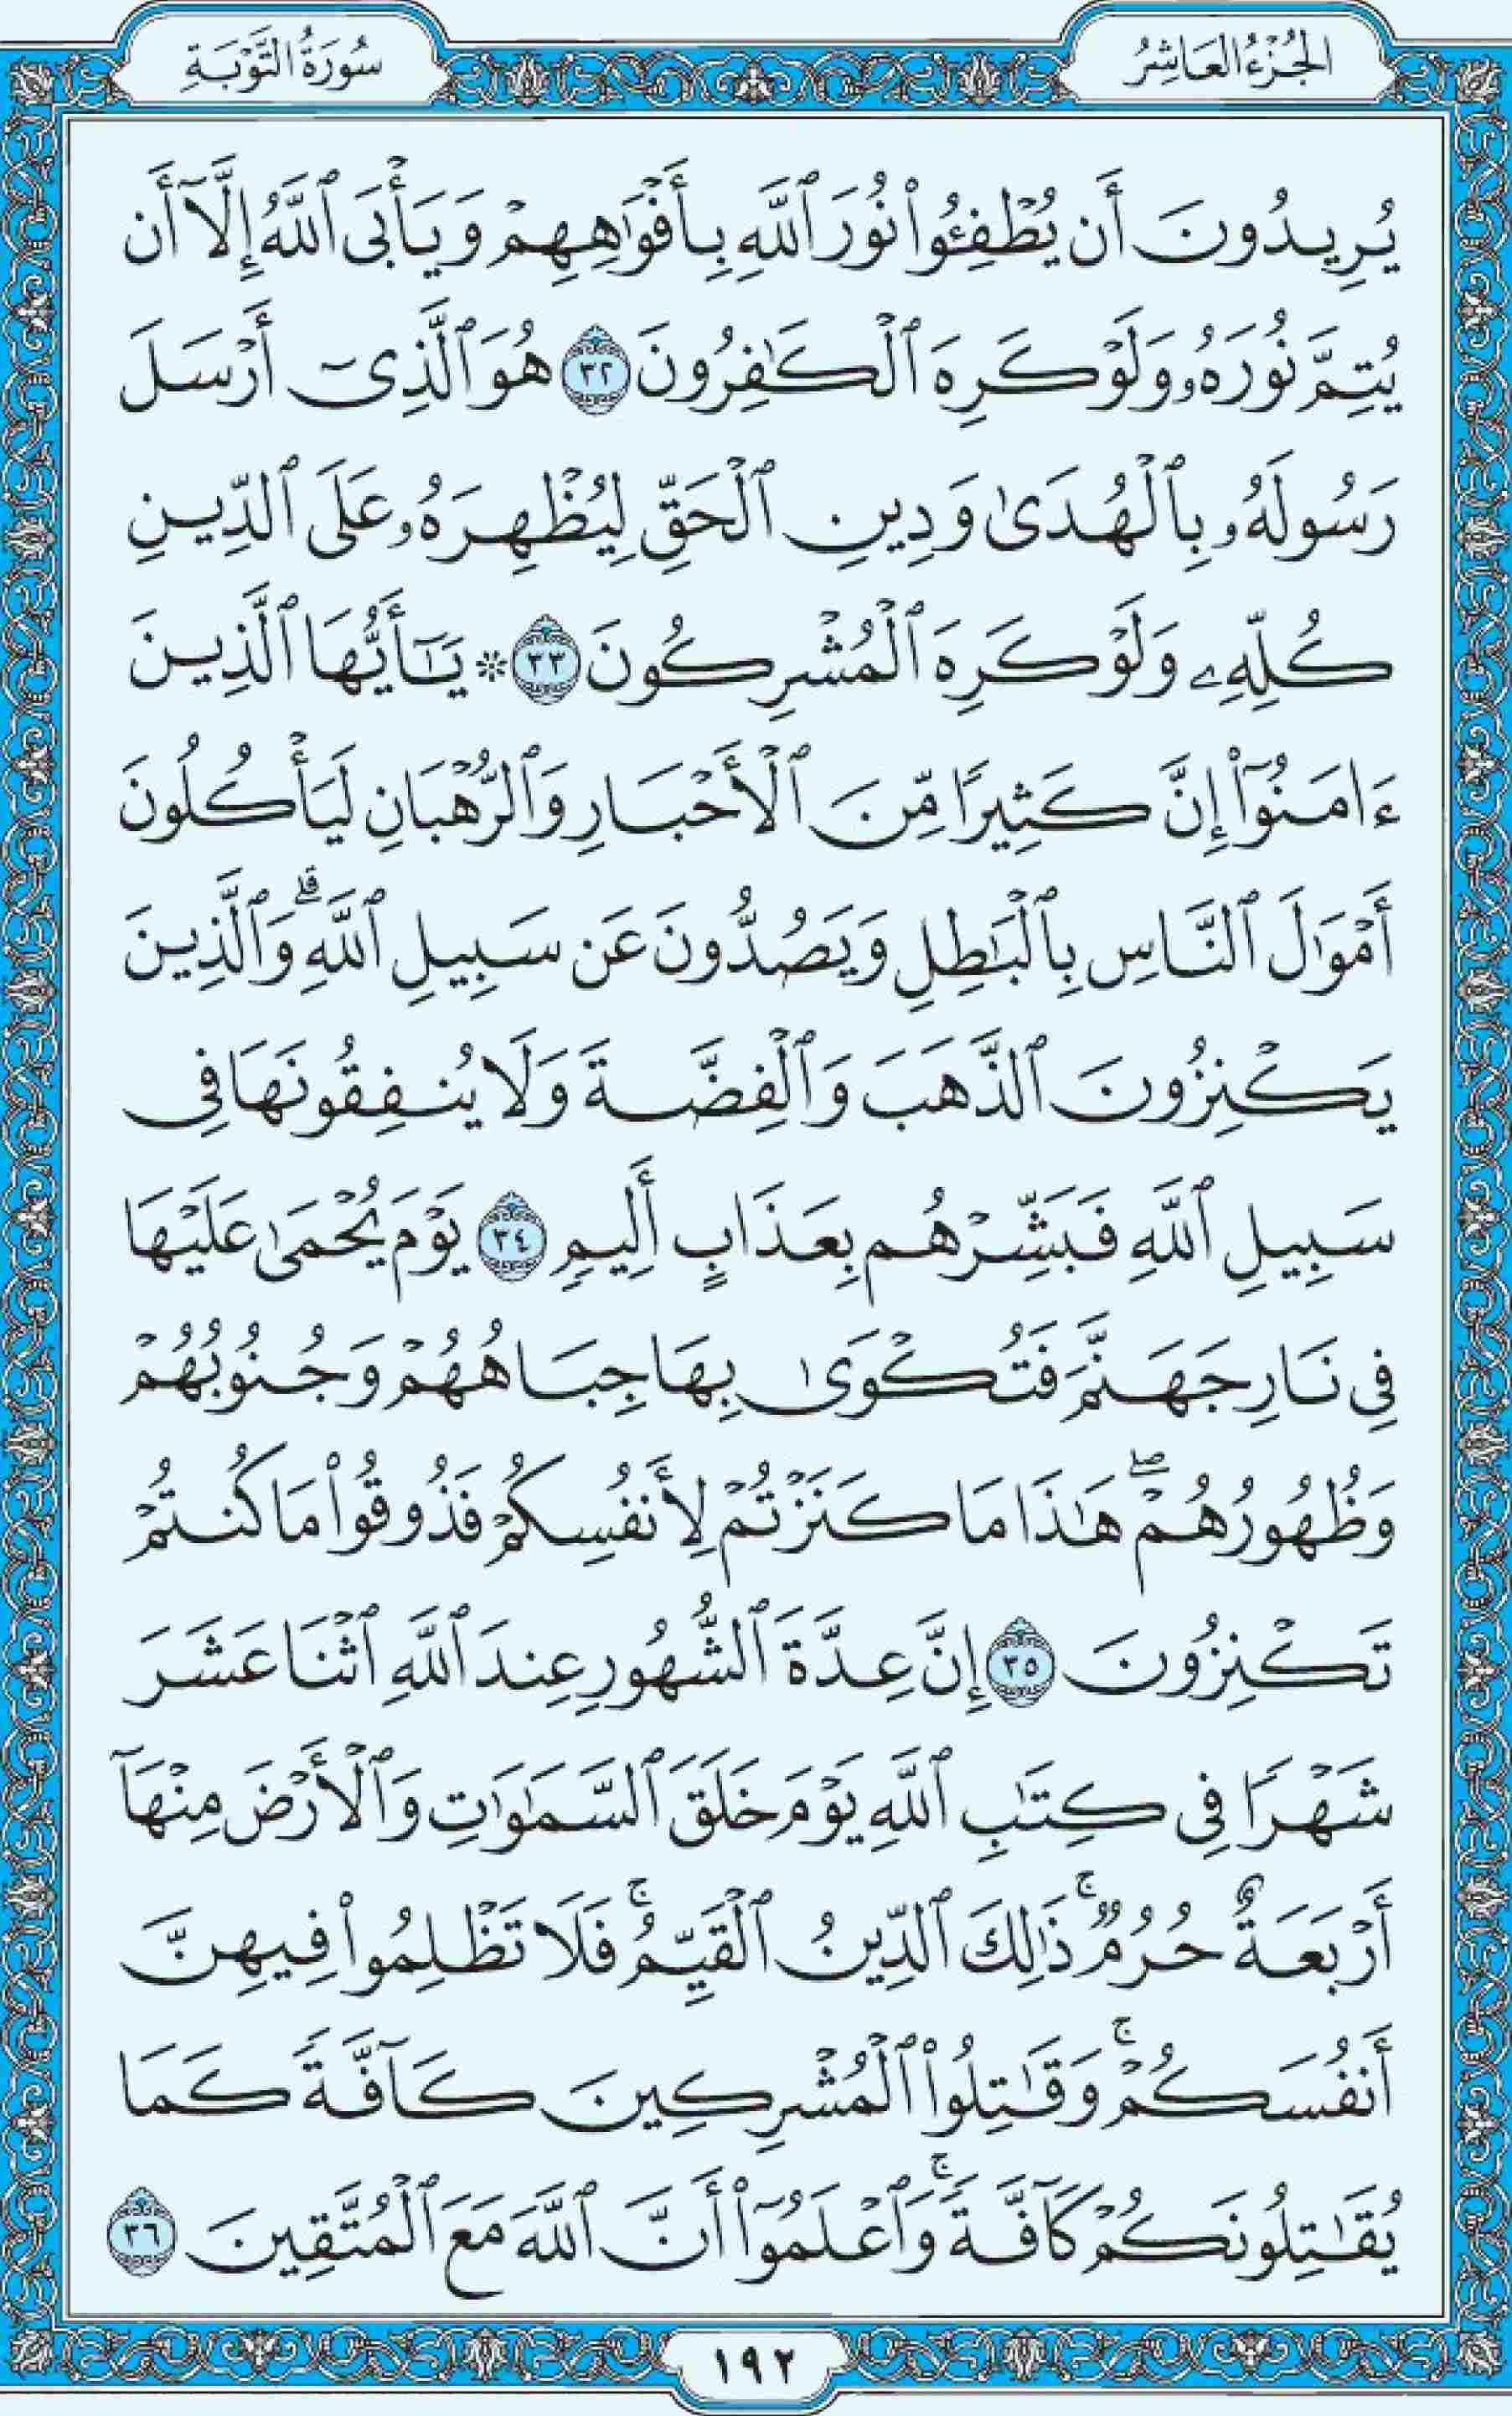 الجُزْءُ العَاشِرُ
سُورَةُ التَّوْبَةِ
يُرِيدُونَ أَن يُطْفِـُٔوا۟ نُورَ ٱللَّهِ بِأَفْوَٰهِهِمْ وَيَأْبَى ٱللَّهُ إِلَّآ أَن
يُتِمَّ نُورَهُۥ وَلَوْ كَرِهَ ٱلْكَٰفِرُونَ ٣٢ هُوَ ٱلَّذِىٓ أَرْسَلَ
رَسُولَهُۥ بِٱلْهُدَىٰ وَدِينِ ٱلْحَقِّ لِيُظْهِرَهُۥ عَلَى ٱلدِّينِ
كُلِّهِۦ وَلَوْ كَرِهَ ٱلْمُشْرِكُونَ ٣٣ * يَٰٓأَيُّهَا ٱلَّذِينَ
ءَامَنُوٓا۟ إِنَّ كَثِيرًا مِّنَ ٱلْأَحْبَارِ وَٱلرُّهْبَانِ لَيَأْكُلُونَ
أَمْوَٰلَ ٱلنَّاسِ بِٱلْبَٰطِلِ وَيَصُدُّونَ عَن سَبِيلِ ٱللَّهِ ۗ وَٱلَّذِينَ
يَكْنِزُونَ ٱلذَّهَبَ وَٱلْفِضَّةَ وَلَا يُنفِقُونَهَا فِى
سَبِيلِ ٱللَّهِ فَبَشِّرْهُم بِعَذَابٍ أَلِيمٍ ٣٤ يَوْمَ يُحْمَىٰ عَلَيْهَا
فِى نَارِ جَهَنَّمَ فَتُكْوَىٰ بِهَا جِبَاهُهُمْ وَجُنُوبُهُمْ
وَظُهُورُهُمْ ۖ هَٰذَا مَا كَنَزْتُمْ لِأَنفُسِكُمْ فَذُوقُوا۟ مَا كُنتُمْ
تَكْنِزُونَ ٣٥ إِنَّ عِدَّةَ ٱلشُّهُورِ عِندَ ٱللَّهِ ٱثْنَا عَشَرَ
شَهْرًا فِى كِتَٰبِ ٱللَّهِ يَوْمَ خَلَقَ ٱلسَّمَٰوَٰتِ وَٱلْأَرْضَ مِنْهَآ
أَرْبَعَةٌ حُرُمٌ ۚ ذَٰلِكَ ٱلدِّينُ ٱلْقَيِّمُ ۚ فَلَا تَظْلِمُوا۟ فِيهِنَّ
أَنفُسَكُمْ ۚ وَقَٰتِلُوا۟ ٱلْمُشْرِكِينَ كَآفَّةً كَمَا
يُقَٰتِلُونَكُمْ كَآفَّةً ۚ وَٱعْلَمُوٓا۟ أَنَّ ٱللَّهَ مَعَ ٱلْمُتَّقِينَ ٣٦
١٩٢